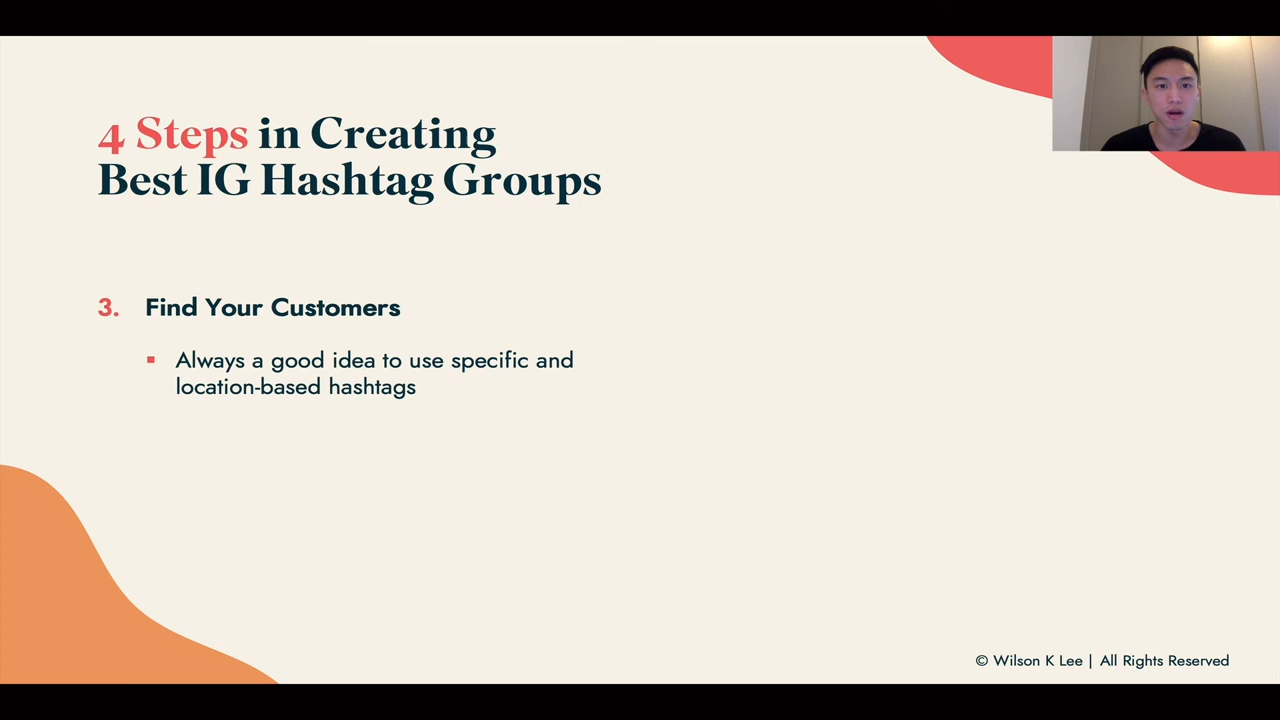 4 Steps in Creating
Best IG Hashtag Groups
3. Find Your Customers
▪ Always a good idea to use specific and
location-based hashtags
© Wilson K Lee | All Rights Reserved